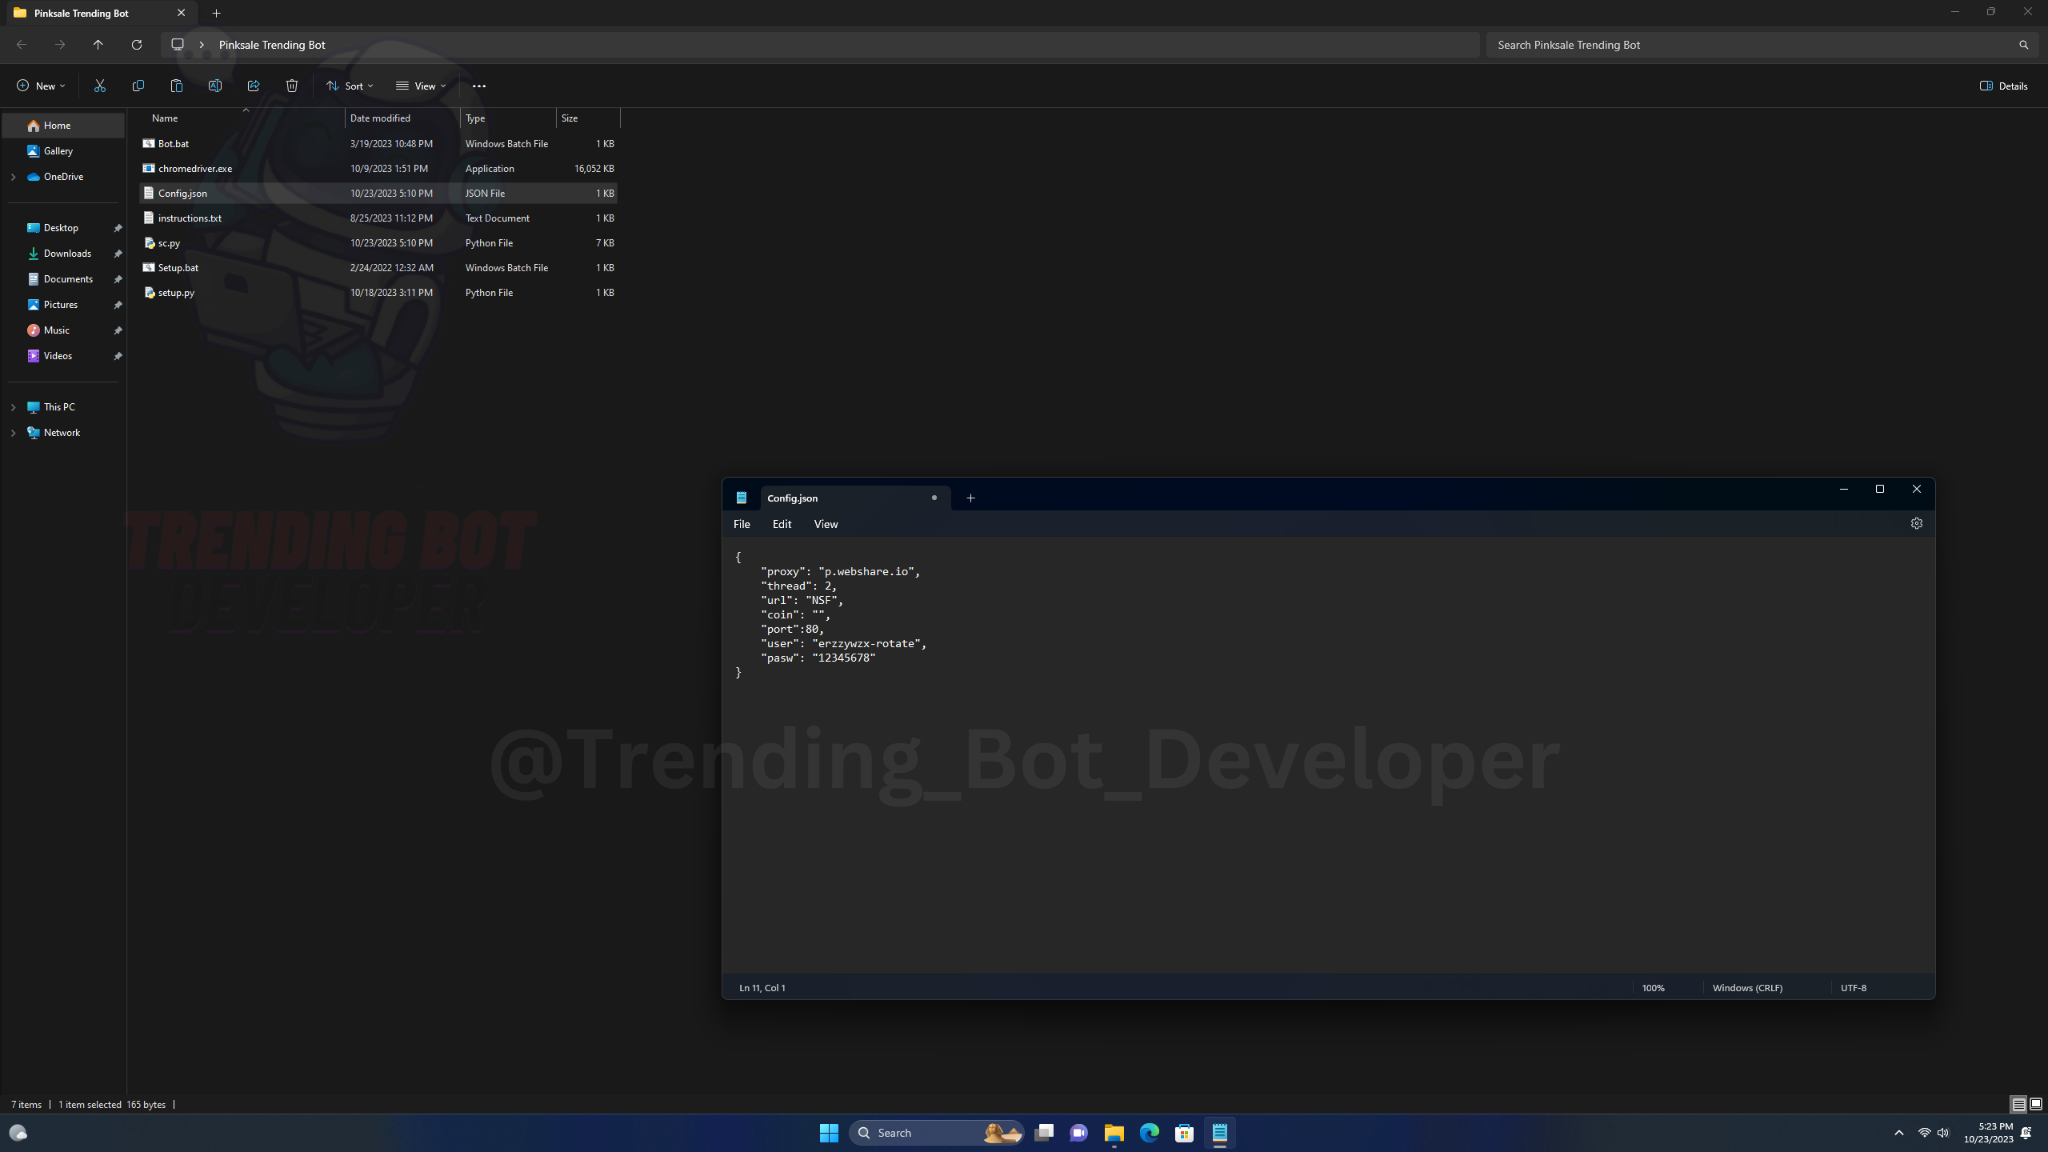 Pinksale Trending Bot
Pinksale Trending Bot
Search Pinksale Trending Bot
New
Sort
View
Details
Name Date modified Type Size
Home
Gallery
OneDrive
Desktop
Downloads
Documents
Pictures
Music
Videos
This PC
Network
Bot.bat 3/19/2023 10:48 PM Windows Batch File 1 KB
chromedriver.exe 10/9/2023 1:51 PM Application 16,052 KB
Config.json 10/23/2023 5:10 PM JSON File 1 KB
instructions.txt 8/25/2023 11:12 PM Text Document 1 KB
sc.py 10/23/2023 5:10 PM Python File 7 KB
Setup.bat 2/24/2022 12:32 AM Windows Batch File 1 KB
setup.py 10/18/2023 3:11 PM Python File 1 KB
TRENDING BOT
DEVELOPER
Config.json
File Edit View
{
"proxy": "p.webshare.io",
"thread": 2,
"url": "NSF",
"coin": "",
"port":80,
"user": "erzzywzx-rotate",
"pasw": "12345678"
}
@Trending_Bot_Developer
Ln 11, Col 1
100%
Windows (CRLF)
UTF-8
7 items | 1 item selected 165 bytes |
Search
5:23 PM
10/23/2023